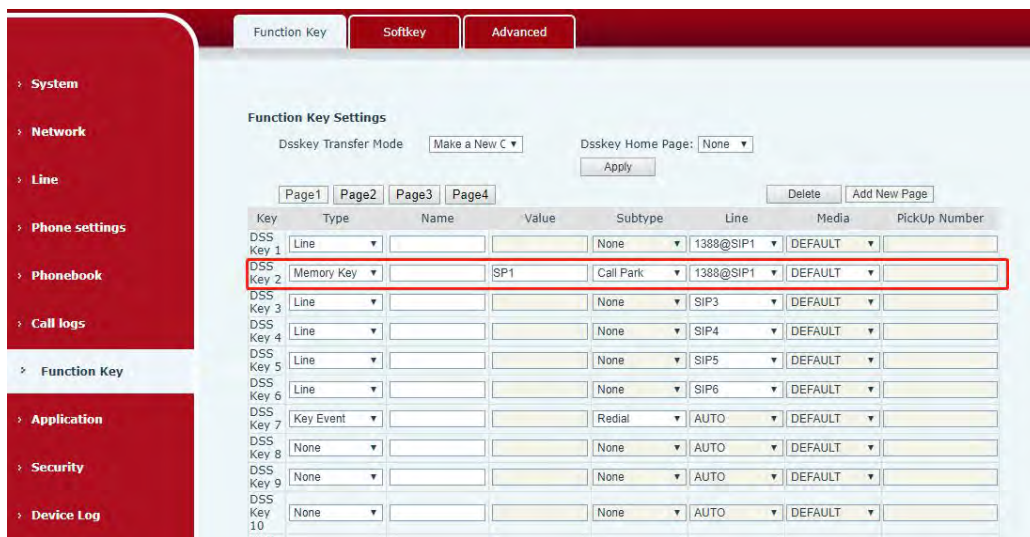 Function Key Softkey Advanced
System
Network
Line
Phone settings
Phonebook
Call logs
Function Key
Application
Security
Device Log
Function Key Settings
Dsskey Transfer Mode Make a New C Dsskey Home Page: None
Apply
Page1 Page2 Page3 Page4 Delete Add New Page
Key Type Name Value Subtype Line Media PickUp Number
DSS Key 1 Line None 1388@SIP1 DEFAULT
DSS Key 2 Memory Key SP1 Call Park 1388@SIP1 DEFAULT
DSS Key 3 Line None SIP3 DEFAULT
DSS Key 4 Line None SIP4 DEFAULT
DSS Key 5 Line None SIP5 DEFAULT
DSS Key 6 Line None SIP6 DEFAULT
DSS Key 7 Key Event Redial AUTO DEFAULT
DSS Key 8 None None AUTO DEFAULT
DSS Key 9 None None AUTO DEFAULT
DSS Key 10 None None AUTO DEFAULT